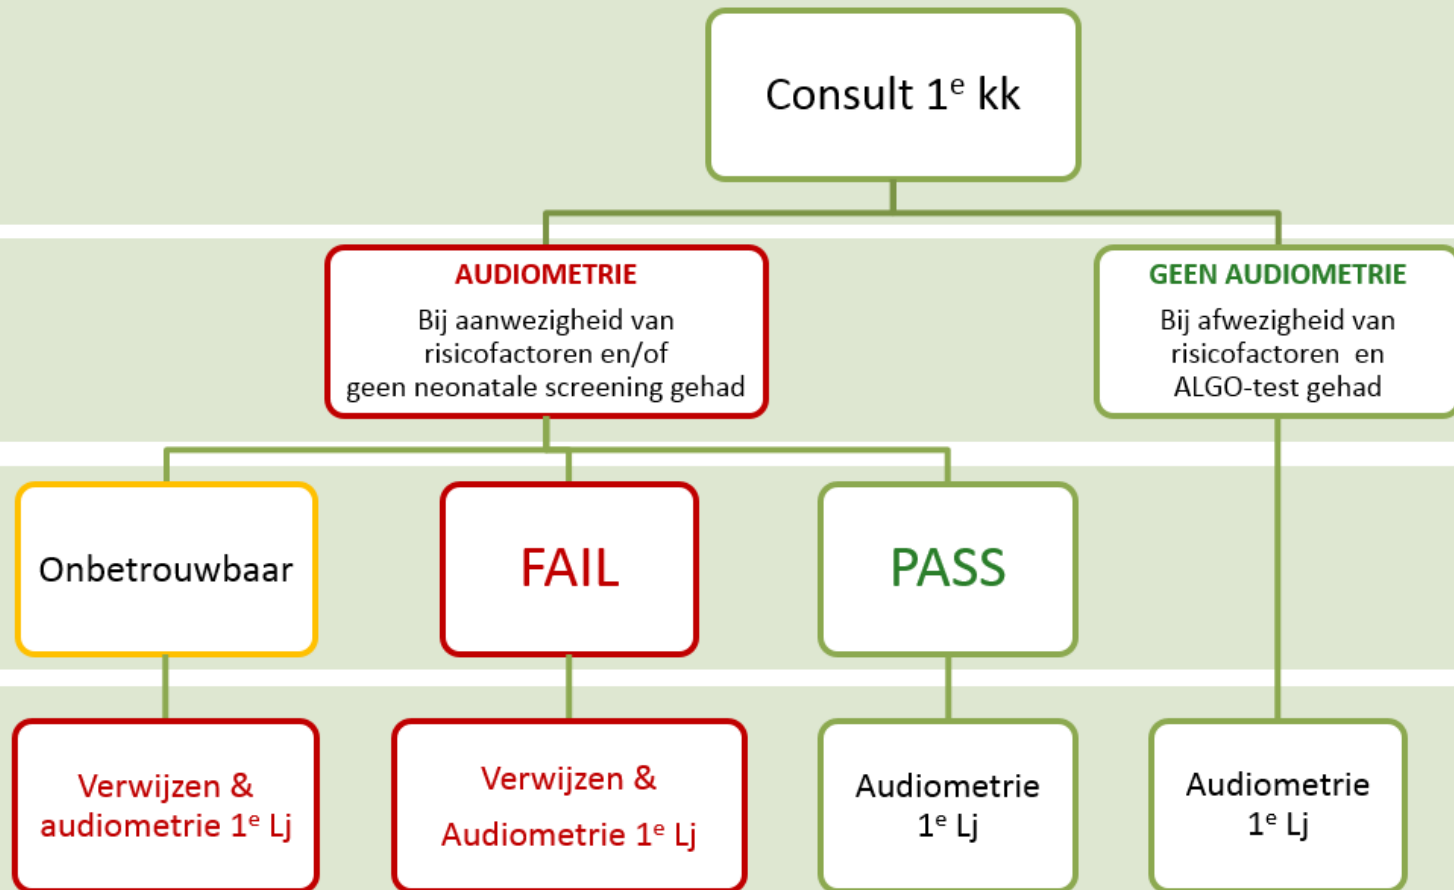 Consult 1ᵉ kk
AUDIOMETRIE
Bij aanwezigheid van
risicofactoren en/of
geen neonatale screening gehad
GEEN AUDIOMETRIE
Bij afwezigheid van
risicofactoren en
ALGO-test gehad
Onbetrouwbaar
FAIL
PASS
Verwijzen &
audiometrie 1ᵉ Lj
Verwijzen &
Audiometrie 1ᵉ Lj
Audiometrie
1ᵉ Lj
Audiometrie
1ᵉ Lj